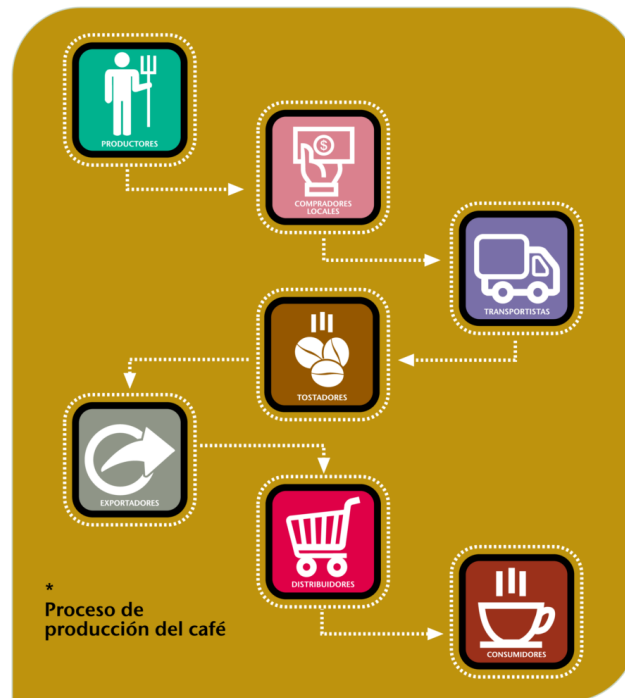 PRODUCTORES
COMPRADORES
LOCALES
$
TRANSPORTISTAS
TOSTADORES
EXPORTADORES
DISTRIBUIDORES
CONSUMIDORES
*
Proceso de
producción del café